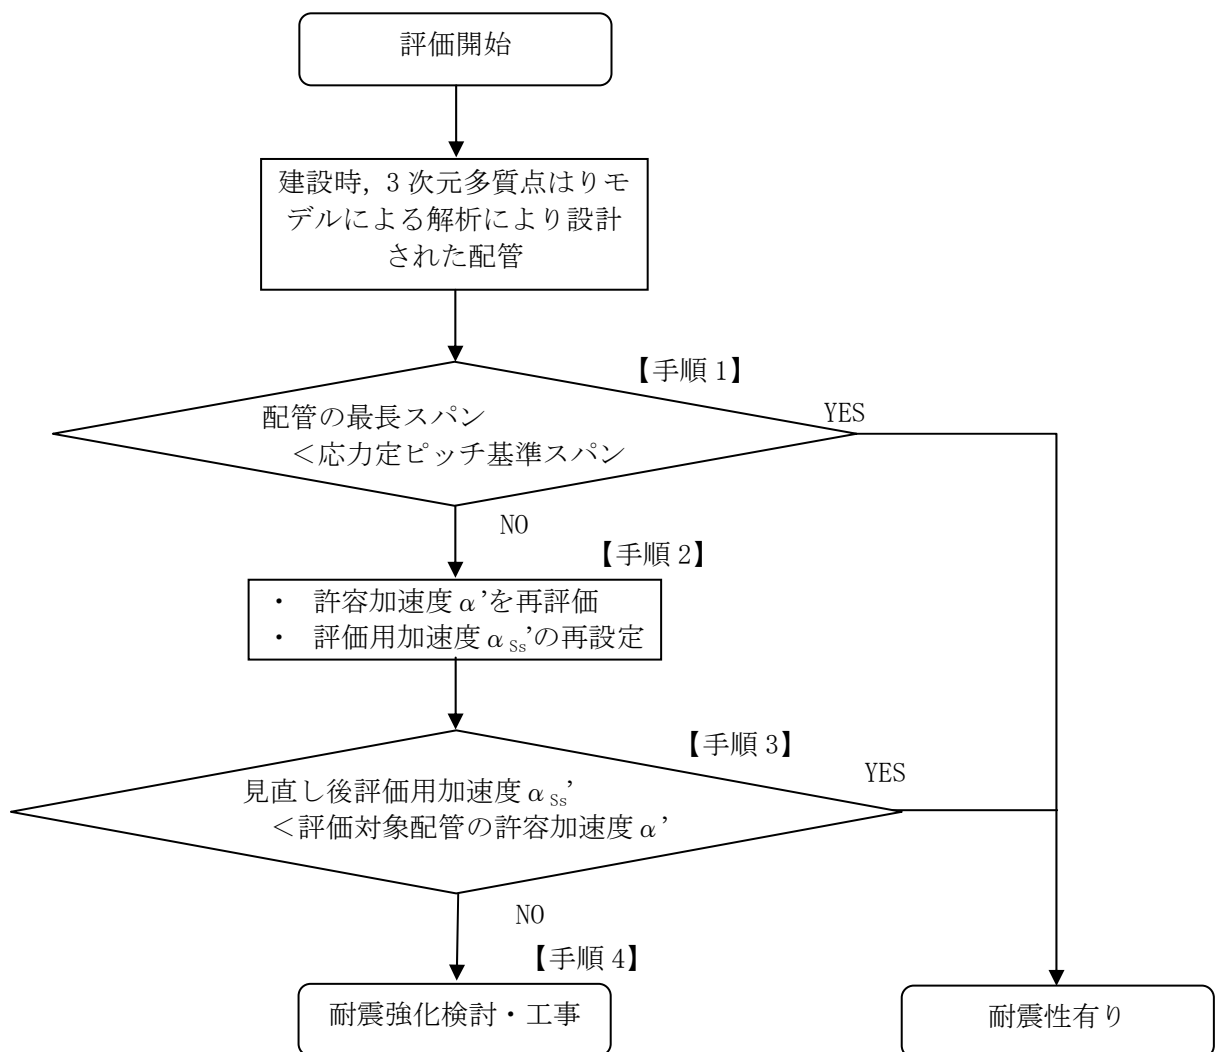 評価開始
建設時, 3 次元多質点はりモ
デルによる解析により設計
された配管
【手順 1】
配管の最長スパン
<応力定ピッチ基準スパン
YES
NO
【手順 2】
・ 許容加速度α’を再評価
・ 評価用加速度αSs’の再設定
【手順 3】
見直し後評価用加速度αSs’
<評価対象配管の許容加速度α’
YES
NO
【手順 4】
耐震強化検討・工事
耐震性有り